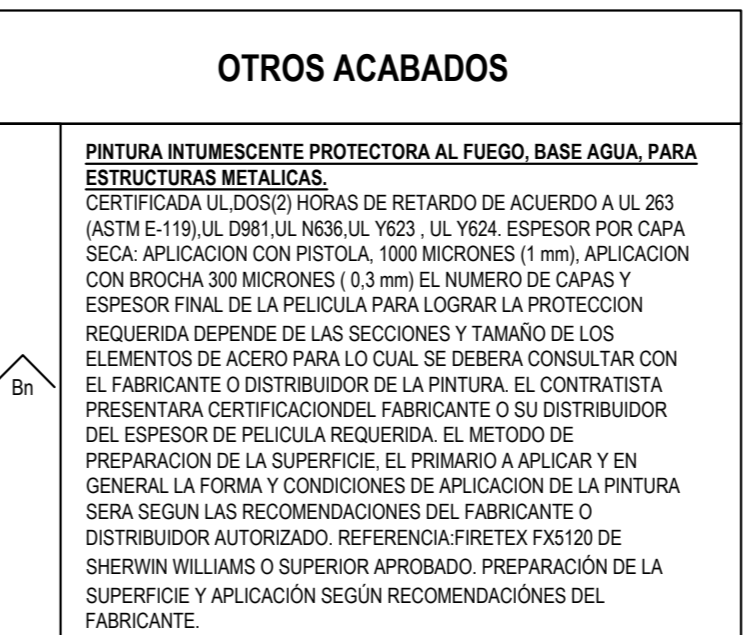 OTROS ACABADOS
PINTURA INTUMESCENTE PROTECTORA AL FUEGO, BASE AGUA, PARA
ESTRUCTURAS METALICAS.
CERTIFICADA UL,DOS(2) HORAS DE RETARDO DE ACUERDO A UL 263
(ASTM E-119),UL D981,UL N636,UL Y623 , UL Y624. ESPESOR POR CAPA
SECA: APLICACION CON PISTOLA, 1000 MICRONES (1 mm), APLICACION
CON BROCHA 300 MICRONES ( 0,3 mm) EL NUMERO DE CAPAS Y
ESPESOR FINAL DE LA PELICULA PARA LOGRAR LA PROTECCION
REQUERIDA DEPENDE DE LAS SECCIONES Y TAMAÑO DE LOS
ELEMENTOS DE ACERO PARA LO CUAL SE DEBERA CONSULTAR CON
EL FABRICANTE O DISTRIBUIDOR DE LA PINTURA. EL CONTRATISTA
PRESENTARA CERTIFICACIONDEL FABRICANTE O SU DISTRIBUIDOR
DEL ESPESOR DE PELICULA REQUERIDA. EL METODO DE
PREPARACION DE LA SUPERFICIE, EL PRIMARIO A APLICAR Y EN
GENERAL LA FORMA Y CONDICIONES DE APLICACION DE LA PINTURA
SERA SEGUN LAS RECOMENDACIONES DEL FABRICANTE O
DISTRIBUIDOR AUTORIZADO. REFERENCIA:FIRETEX FX5120 DE
SHERWIN WILLIAMS O SUPERIOR APROBADO. PREPARACIÓN DE LA
SUPERFICIE Y APLICACIÓN SEGÚN RECOMENDACIÓNES DEL
FABRICANTE.
Bn